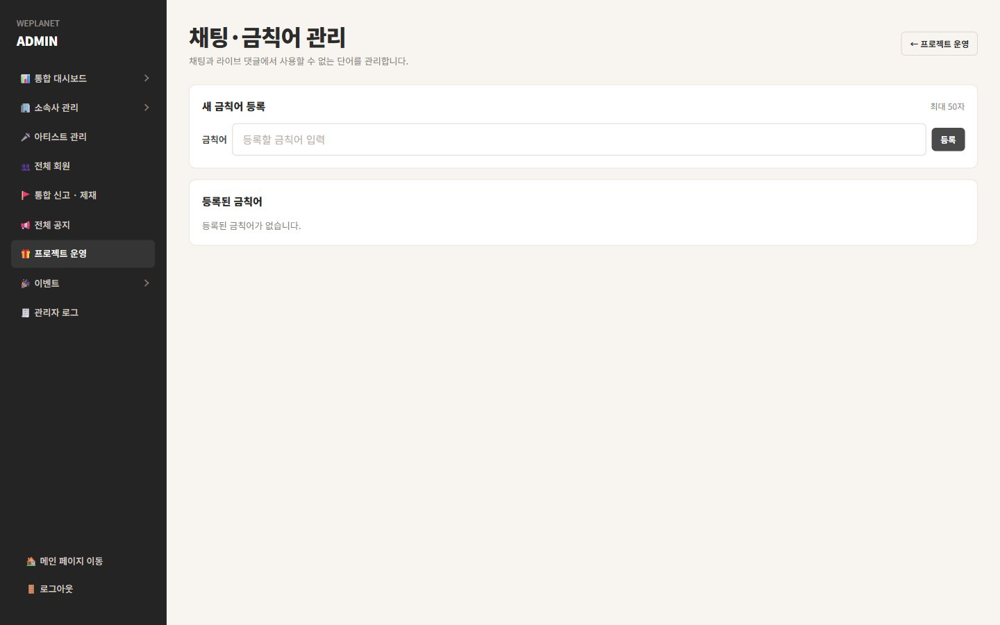 WEPLANET
ADMIN
통합 대시보드
소속사 관리
아티스트 관리
전체 회원
통합 신고 · 제재
전체 공지
프로젝트 운영
이벤트
관리자 로그
메인 페이지 이동
로그아웃
채팅·금칙어 관리
채팅과 라이브 댓글에서 사용할 수 없는 단어를 관리합니다.
← 프로젝트 운영
새 금칙어 등록
최대 50자
금칙어
등록할 금칙어 입력
등록
등록된 금칙어
등록된 금칙어가 없습니다.